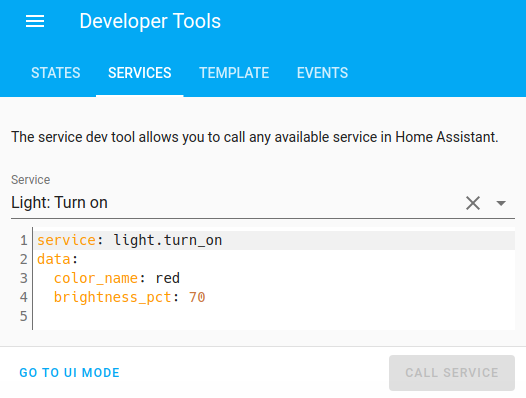 Developer Tools
STATES SERVICES TEMPLATE EVENTS
The service dev tool allows you to call any available service in Home Assistant.
Service
Light: Turn on
1 service: light.turn_on
2 data:
3   color_name: red
4   brightness_pct: 70
5
GO TO UI MODE CALL SERVICE